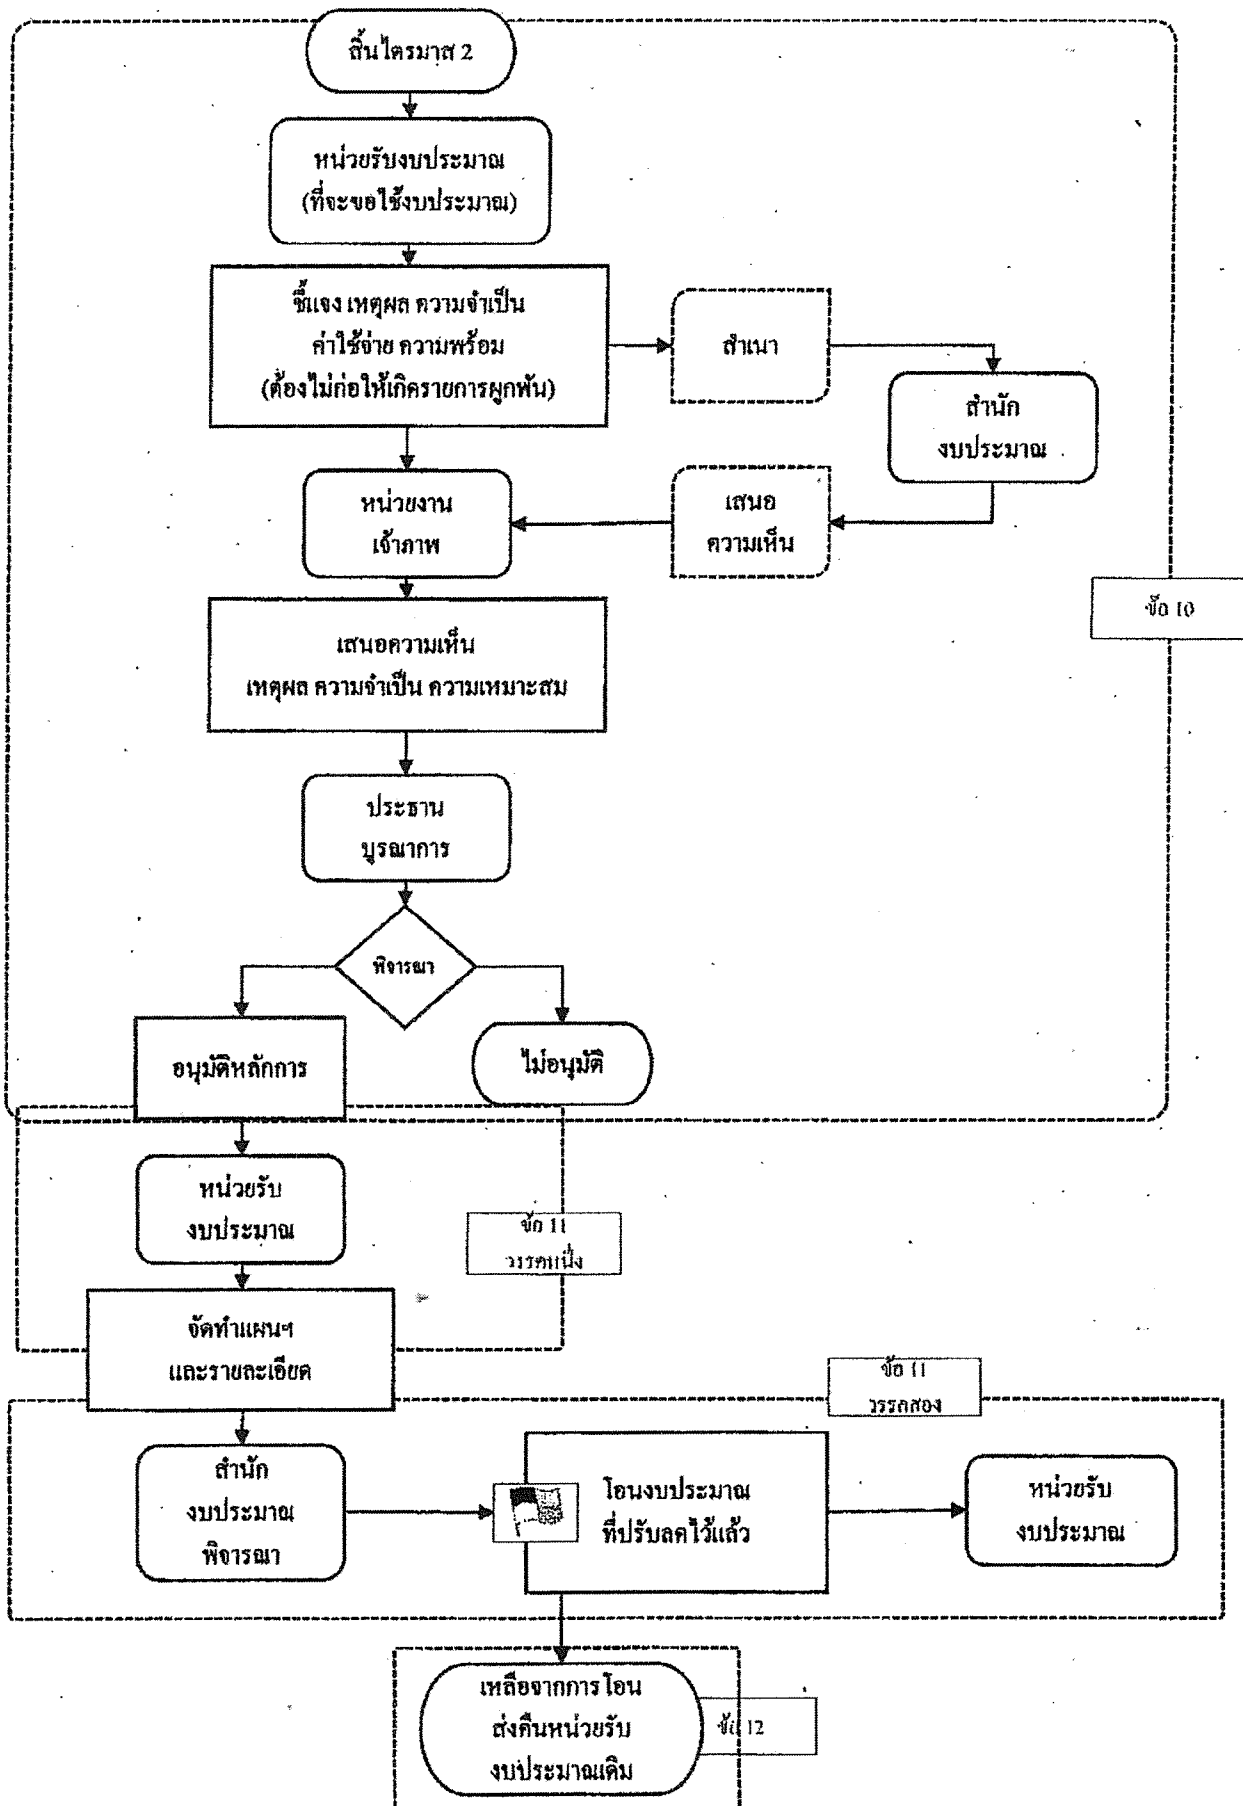 สิ้นไตรมาส 2
หน่วยรับงบประมาณ
(ที่จะขอใช้งบประมาณ)
ชี้แจง เหตุผล ความจำเป็น
ค่าใช้จ่าย ความพร้อม
(ต้องไม่ก่อให้เกิดรายการผูกพัน)
สำเนา
สำนัก
งบประมาณ
เสนอ
ความเห็น
หน่วยงาน
เจ้าภาพ
ข้อ 10
เสนอความเห็น
เหตุผล ความจำเป็น ความเหมาะสม
ประธาน
บูรณาการ
พิจารณา
อนุมัติหลักการ
ไม่อนุมัติ
หน่วยรับ
งบประมาณ
ข้อ 11
วรรคหนึ่ง
จัดทำแผนฯ
และรายละเอียด
ข้อ 11
วรรคสอง
สำนัก
งบประมาณ
พิจารณา
โอนงบประมาณ
ที่ปรับลดไว้แล้ว
หน่วยรับ
งบประมาณ
เหลือจากการโอน
ส่งคืนหน่วยรับ
งบประมาณเดิม
ข้อ 12